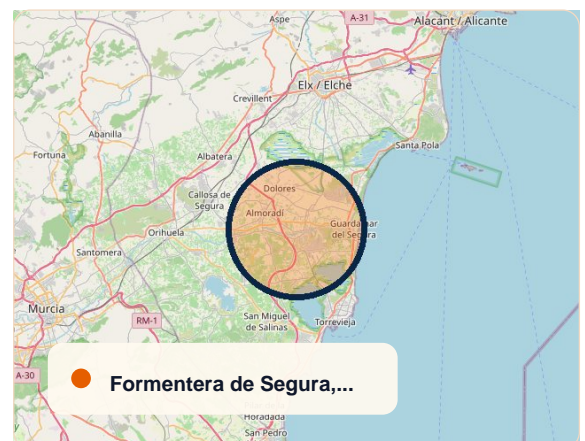 Aspe
A-31
Alacant / Alicante
Elx / Elche
Crevillent
Abanilla
Santa Pola
Fortuna
Albatera
Dolores
Callosa de
Segura
Almoradí
Guardamar
del Segura
Orihuela
Santomera
Murcia
RM-1
San Miguel
de Salinas
Torrevieja
A-30
Formentera de Segura,...
Horadada
San Pedro